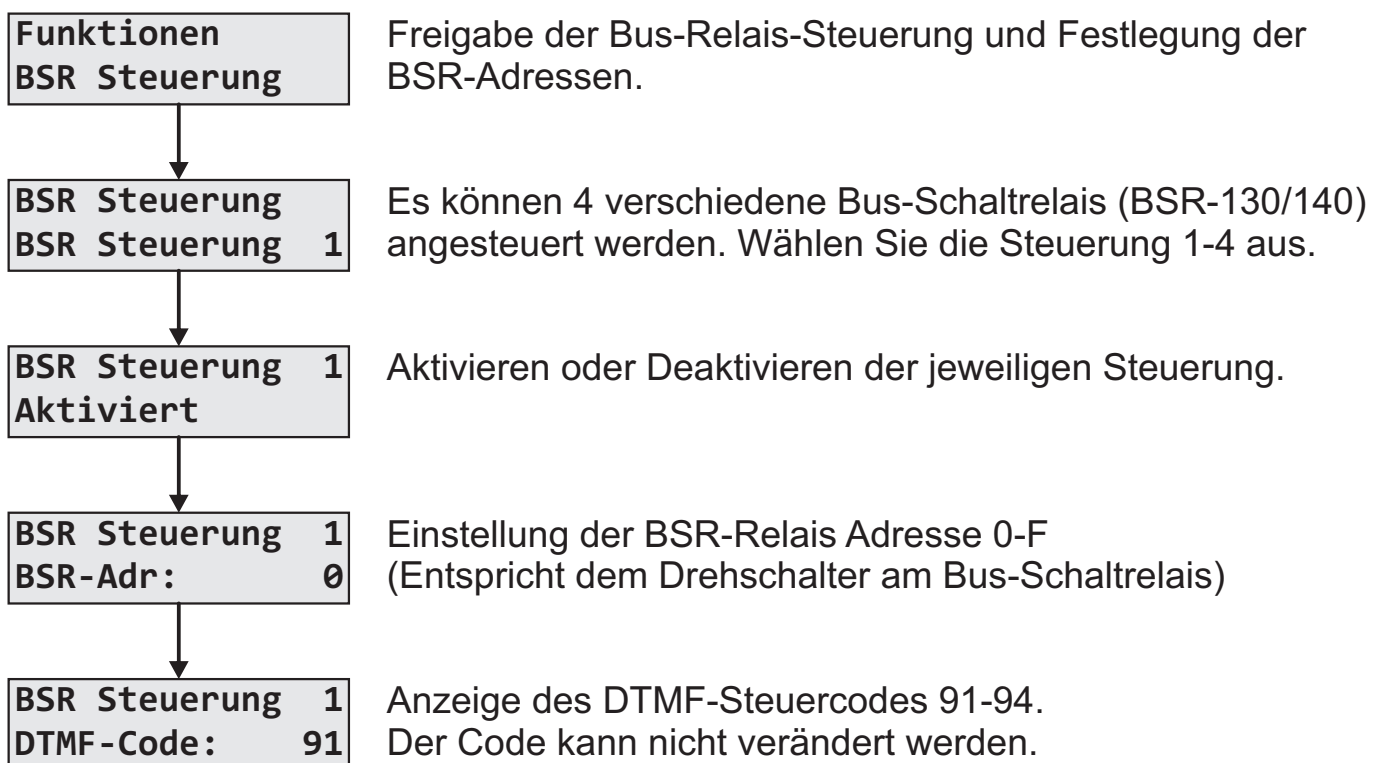 Funktionen
BSR Steuerung
Freigabe der Bus-Relais-Steuerung und Festlegung der
BSR-Adressen.
BSR Steuerung
BSR Steuerung 1
Es können 4 verschiedene Bus-Schaltrelais (BSR-130/140)
angesteuert werden. Wählen Sie die Steuerung 1-4 aus.
BSR Steuerung 1
Aktiviert
Aktivieren oder Deaktivieren der jeweiligen Steuerung.
BSR Steuerung 1
BSR-Adr: 0
Einstellung der BSR-Relais Adresse 0-F
(Entspricht dem Drehschalter am Bus-Schaltrelais)
BSR Steuerung 1
DTMF-Code: 91
Anzeige des DTMF-Steuercodes 91-94.
Der Code kann nicht verändert werden.